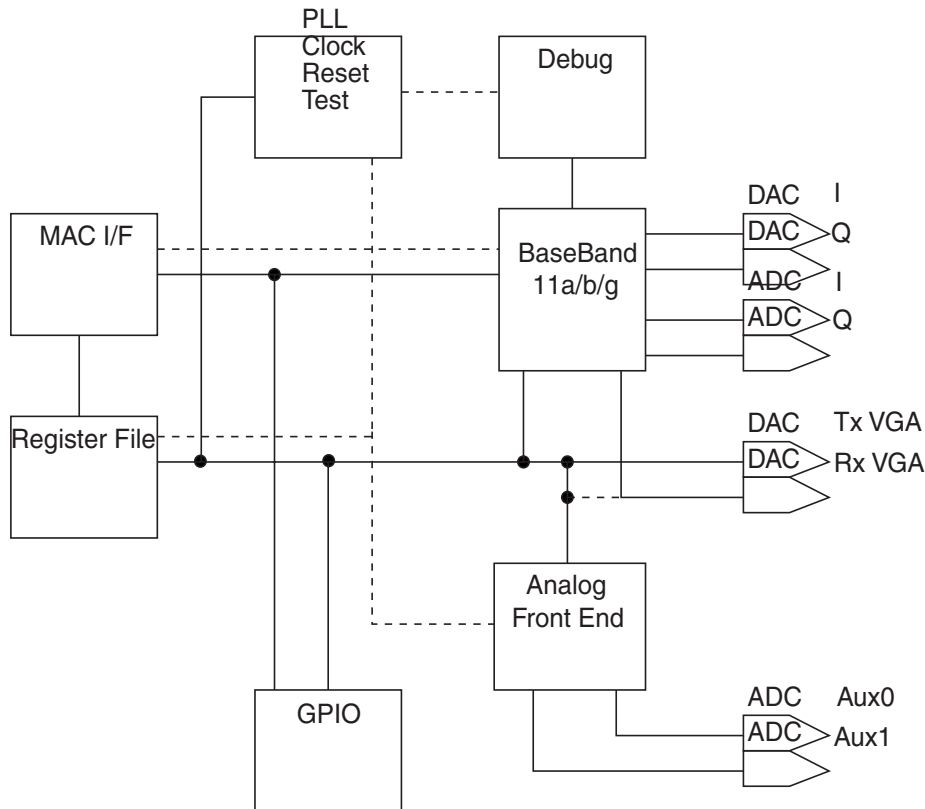 PLL
Clock
Reset
Test
Debug
DAC I
DAC Q
MAC I/F
BaseBand
11a/b/g
ADC I
ADC Q
Register File
DAC Tx VGA
DAC Rx VGA
Analog
Front End
GPIO
ADC Aux0
ADC Aux1